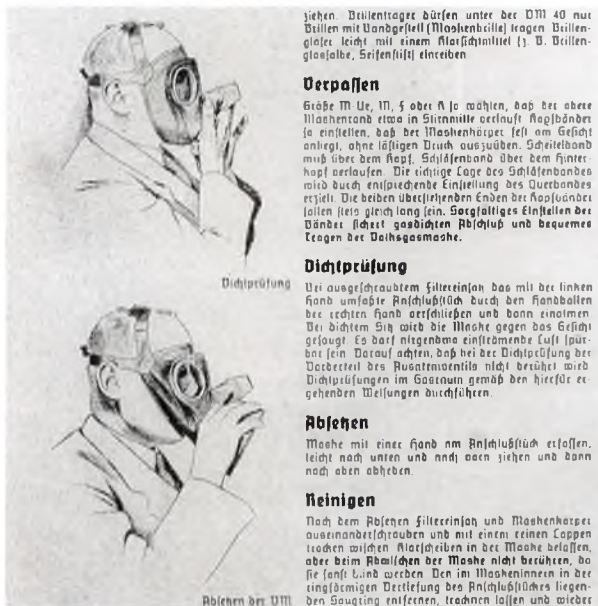 ziehen. Brillenträger dürfen unter der VM 40 nur
Brillen mit Bandgestell (Maskenbrille) tragen Brillen-
gläser leicht mit einem Klarsichtmittel (z. B. Brillen-
glassalbe, Seifenstift) einreiben
Verpassen
Größe M Ue, M, F oder K so wählen, daß der obere
Maskenrand etwa in Stirnmitte verläuft Kopfbänder
so einstellen, daß der Maskenkörper fest am Gesicht
anliegt, ohne lästigen Druck auszuüben. Scheitelband
muß über dem Kopf, Schläfenband über dem Hinter-
kopf verlaufen. Die richtige Lage des Schläfenbandes
wird durch entsprechende Einstellung des Querbandes
erzielt. Die beiden überstehenden Enden der Kopfbänder
sollen stets gleich lang sein. Sorgfältiges Einstellen der
Bänder sichert gasdichten Abschluß und bequemes
Tragen der Volksgasmaske.
Dichtprüfung
Dichtprüfung
Bei ausgeschraubtem Filtereinsatz das mit der linken
Hand umfaßte Anschlußstück durch den Handballen
der rechten Hand verschließen und dann einatmen
Bei dichtem Sitz wird die Maske gegen das Gesicht
gesaugt Es darf nirgendwo einströmende Luft spür-
bar sein Darauf achten, daß bei der Dichtprüfung der
Vorderteil des Ausatemventils nicht berührt wird
Dichtprüfungen im Gasraum gemäß den hierfür er-
gehenden Weisungen durchführen.
Absetzen
Maske mit einer Hand am Anschlußstück erfassen,
leicht nach unten und nach vorn ziehen und dann
nach oben abheben.
Reinigen
Nach dem Absetzen Filtereinsatz und Maskenkörper
auseinanderschrauben und mit einem reinen Lappen
trocken wischen Klarscheiben in der Maske belassen,
aber beim Abwischen der Maske nicht berühren, da
sie sonst blind werden Den im Maskeninnern in der
ringförmigen Vertiefung des Anschlußstückes liegen-
den Saugring entfernen, trocknen lassen und wieder
Absetzen der VM